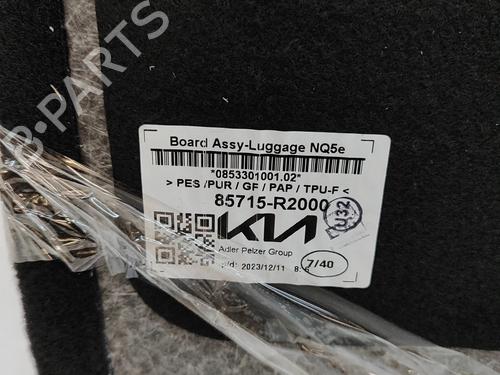 B-PARTS
Board Assy-Luggage NQ5e
*0853301001.02*
> PES /PUR / GF / PAP / TPU-F <
85715-R2000
U32
KIA
Adler Pelzer Group
2023/12/11
7/40